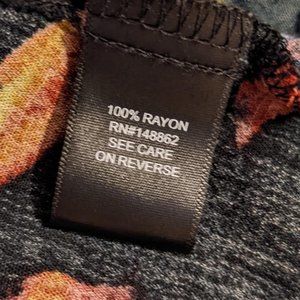 100% RAYON
RN#148862
SEE CARE
ON REVERSE